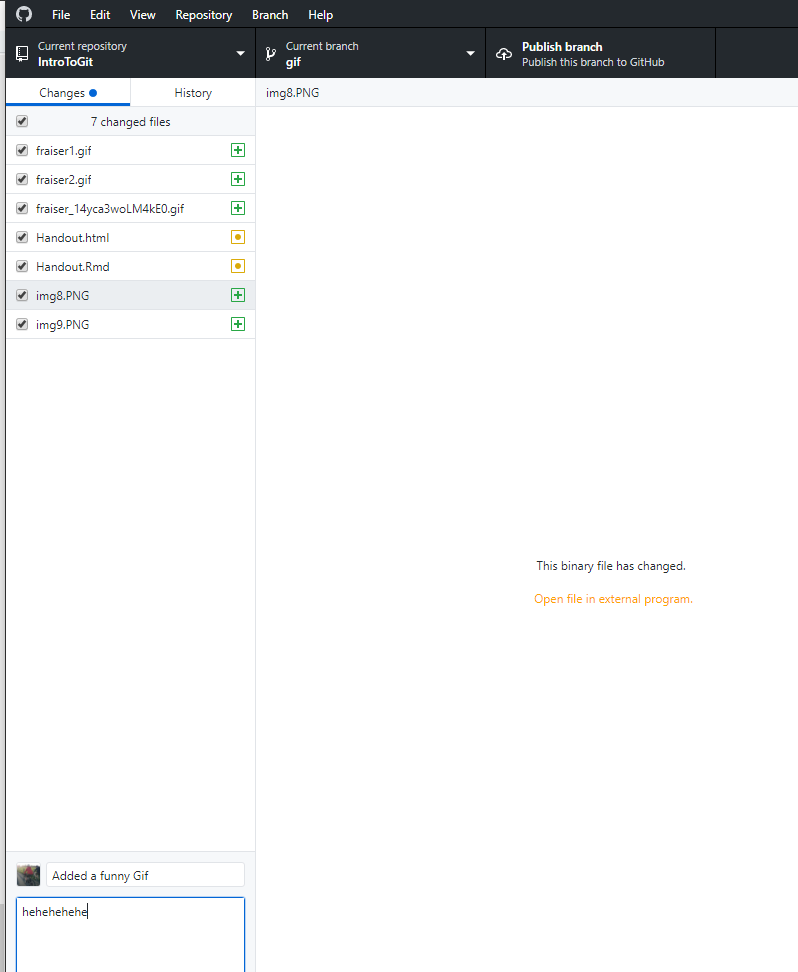 File Edit View Repository Branch Help
Current repository
IntroToGit
Current branch
gif
Publish branch
Publish this branch to GitHub
Changes History
img8.PNG
7 changed files
fraiser1.gif
fraiser2.gif
fraiser_14yca3woLM4kE0.gif
Handout.html
Handout.Rmd
img8.PNG
img9.PNG
This binary file has changed.
Open file in external program.
Added a funny Gif
hehehehehe